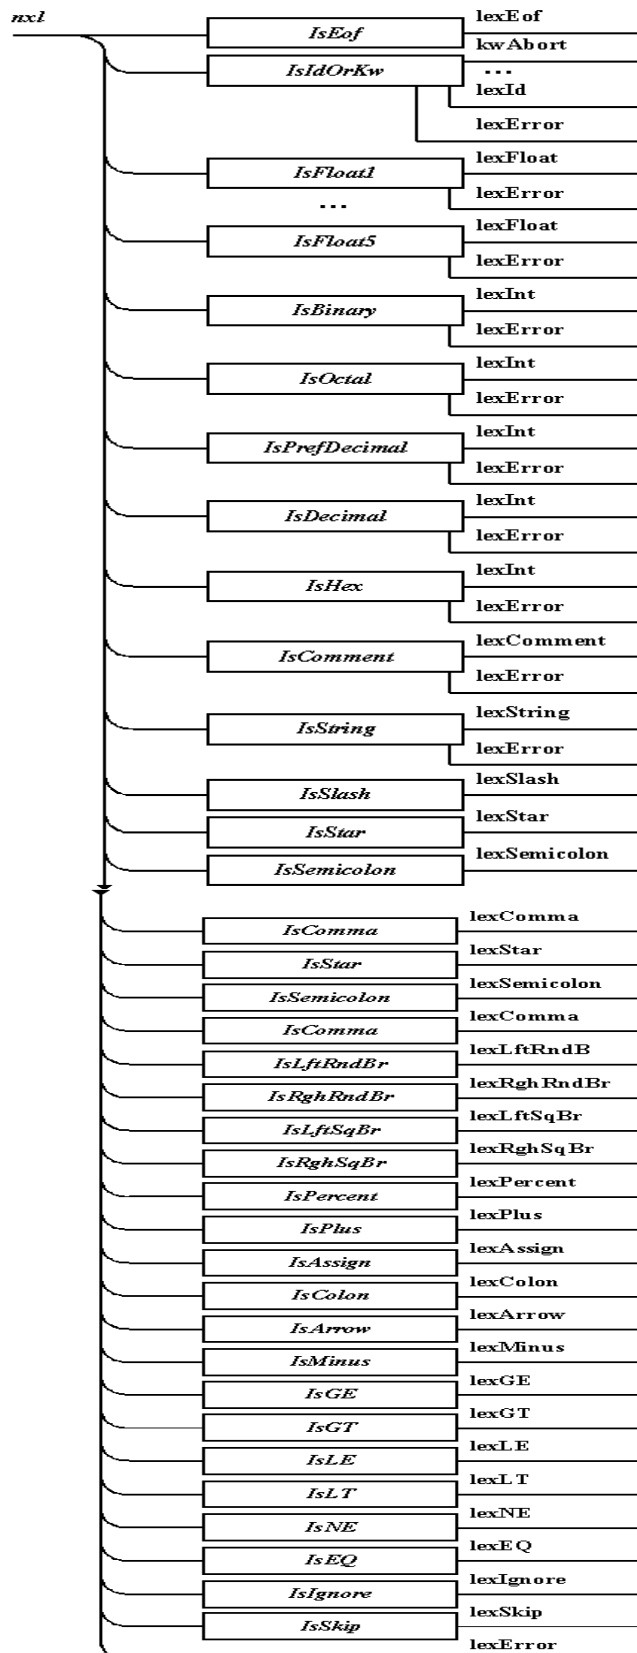 nxl
IsEof lexEof
kwAbort
IsIdOrKw ...
lexId
lexError
IsFloat1 lexFloat
lexError
...
IsFloat5 lexFloat
lexError
IsBinary lexInt
lexError
IsOctal lexInt
lexError
IsPrefDecimal lexInt
lexError
IsDecimal lexInt
lexError
IsHex lexInt
lexError
IsComment lexComment
lexError
IsString lexString
lexError
IsSlash lexSlash
IsStar lexStar
IsSemicolon lexSemicolon
IsComma lexComma
IsStar lexStar
IsSemicolon lexSemicolon
IsComma lexComma
IsLftRndBr lexLftRndB
IsRghRndBr lexRghRndBr
IsLftSqBr lexLftSqBr
IsRghSqBr lexRghSqBr
IsPercent lexPercent
IsPlus lexPlus
IsAssign lexAssign
IsColon lexColon
IsArrow lexArrow
IsMinus lexMinus
IsGE lexGE
IsGT lexGT
IsLE lexLE
IsLT lexLT
IsNE lexNE
IsEQ lexEQ
IsIgnore lexIgnore
IsSkip lexSkip
lexError